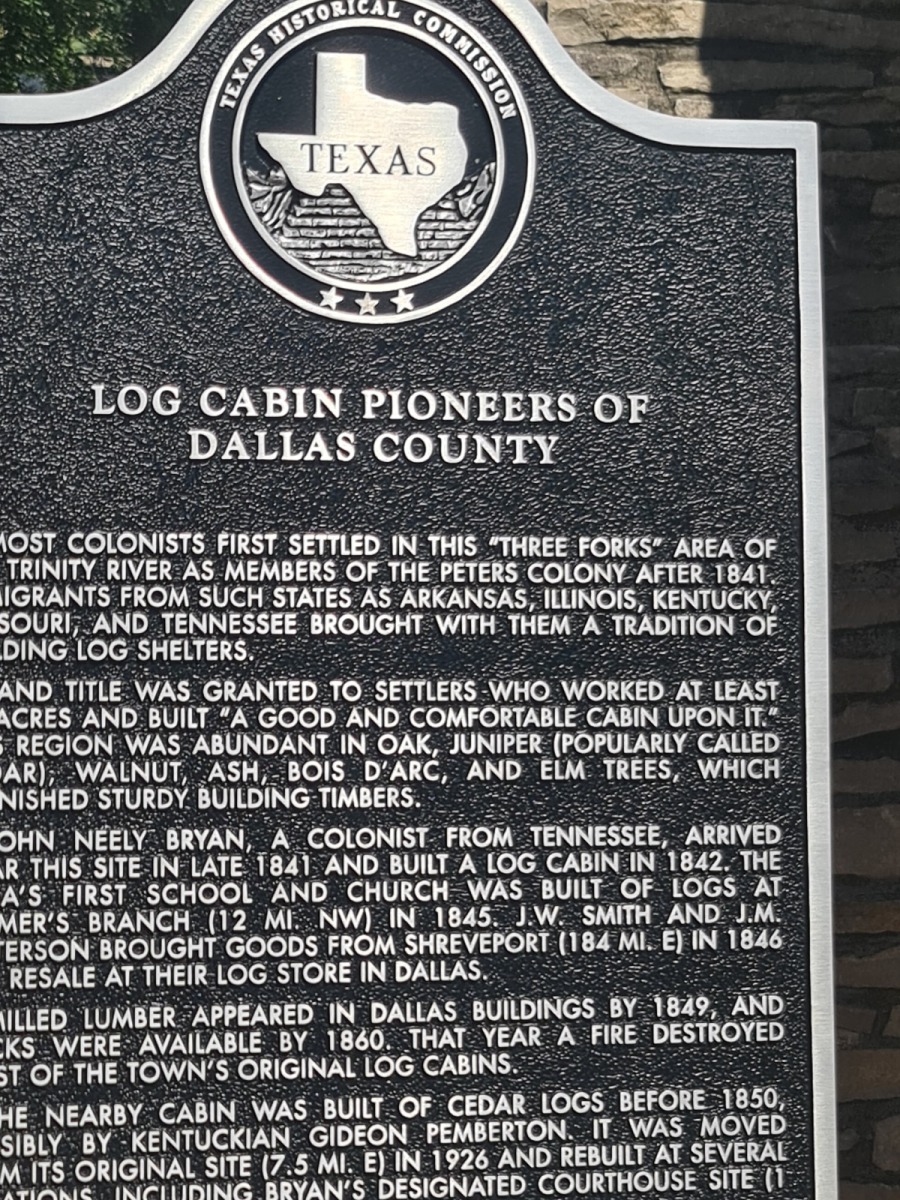 TEXAS HISTORICAL COMMISSION
TEXAS
LOG CABIN PIONEERS OF
DALLAS COUNTY
MOST COLONISTS FIRST SETTLED IN THIS "THREE FORKS" AREA OF
TRINITY RIVER AS MEMBERS OF THE PETERS COLONY AFTER 1841.
MIGRANTS FROM SUCH STATES AS ARKANSAS, ILLINOIS, KENTUCKY,
SOURI, AND TENNESSEE BROUGHT WITH THEM A TRADITION OF
LDING LOG SHELTERS.
AND TITLE WAS GRANTED TO SETTLERS WHO WORKED AT LEAST
ACRES AND BUILT "A GOOD AND COMFORTABLE CABIN UPON IT."
S REGION WAS ABUNDANT IN OAK, JUNIPER (POPULARLY CALLED
DAR), WALNUT, ASH, BOIS D'ARC, AND ELM TREES, WHICH
NISHED STURDY BUILDING TIMBERS.
OHN NEELY BRYAN, A COLONIST FROM TENNESSEE, ARRIVED
AR THIS SITE IN LATE 1841 AND BUILT A LOG CABIN IN 1842. THE
A'S FIRST SCHOOL AND CHURCH WAS BUILT OF LOGS AT
MER'S BRANCH (12 MI. NW) IN 1845. J.W. SMITH AND J.M.
TERSON BROUGHT GOODS FROM SHREVEPORT (184 MI. E) IN 1846
RESALE AT THEIR LOG STORE IN DALLAS.
MILLED LUMBER APPEARED IN DALLAS BUILDINGS BY 1849, AND
CKS WERE AVAILABLE BY 1860. THAT YEAR A FIRE DESTROYED
ST OF THE TOWN'S ORIGINAL LOG CABINS.
HE NEARBY CABIN WAS BUILT OF CEDAR LOGS BEFORE 1850,
SIBLY BY KENTUCKIAN GIDEON PEMBERTON. IT WAS MOVED
M ITS ORIGINAL SITE (7.5 MI. E) IN 1926 AND REBUILT AT SEVERAL
ATIONS, INCLUDING BRYAN'S DESIGNATED COURTHOUSE SITE (1